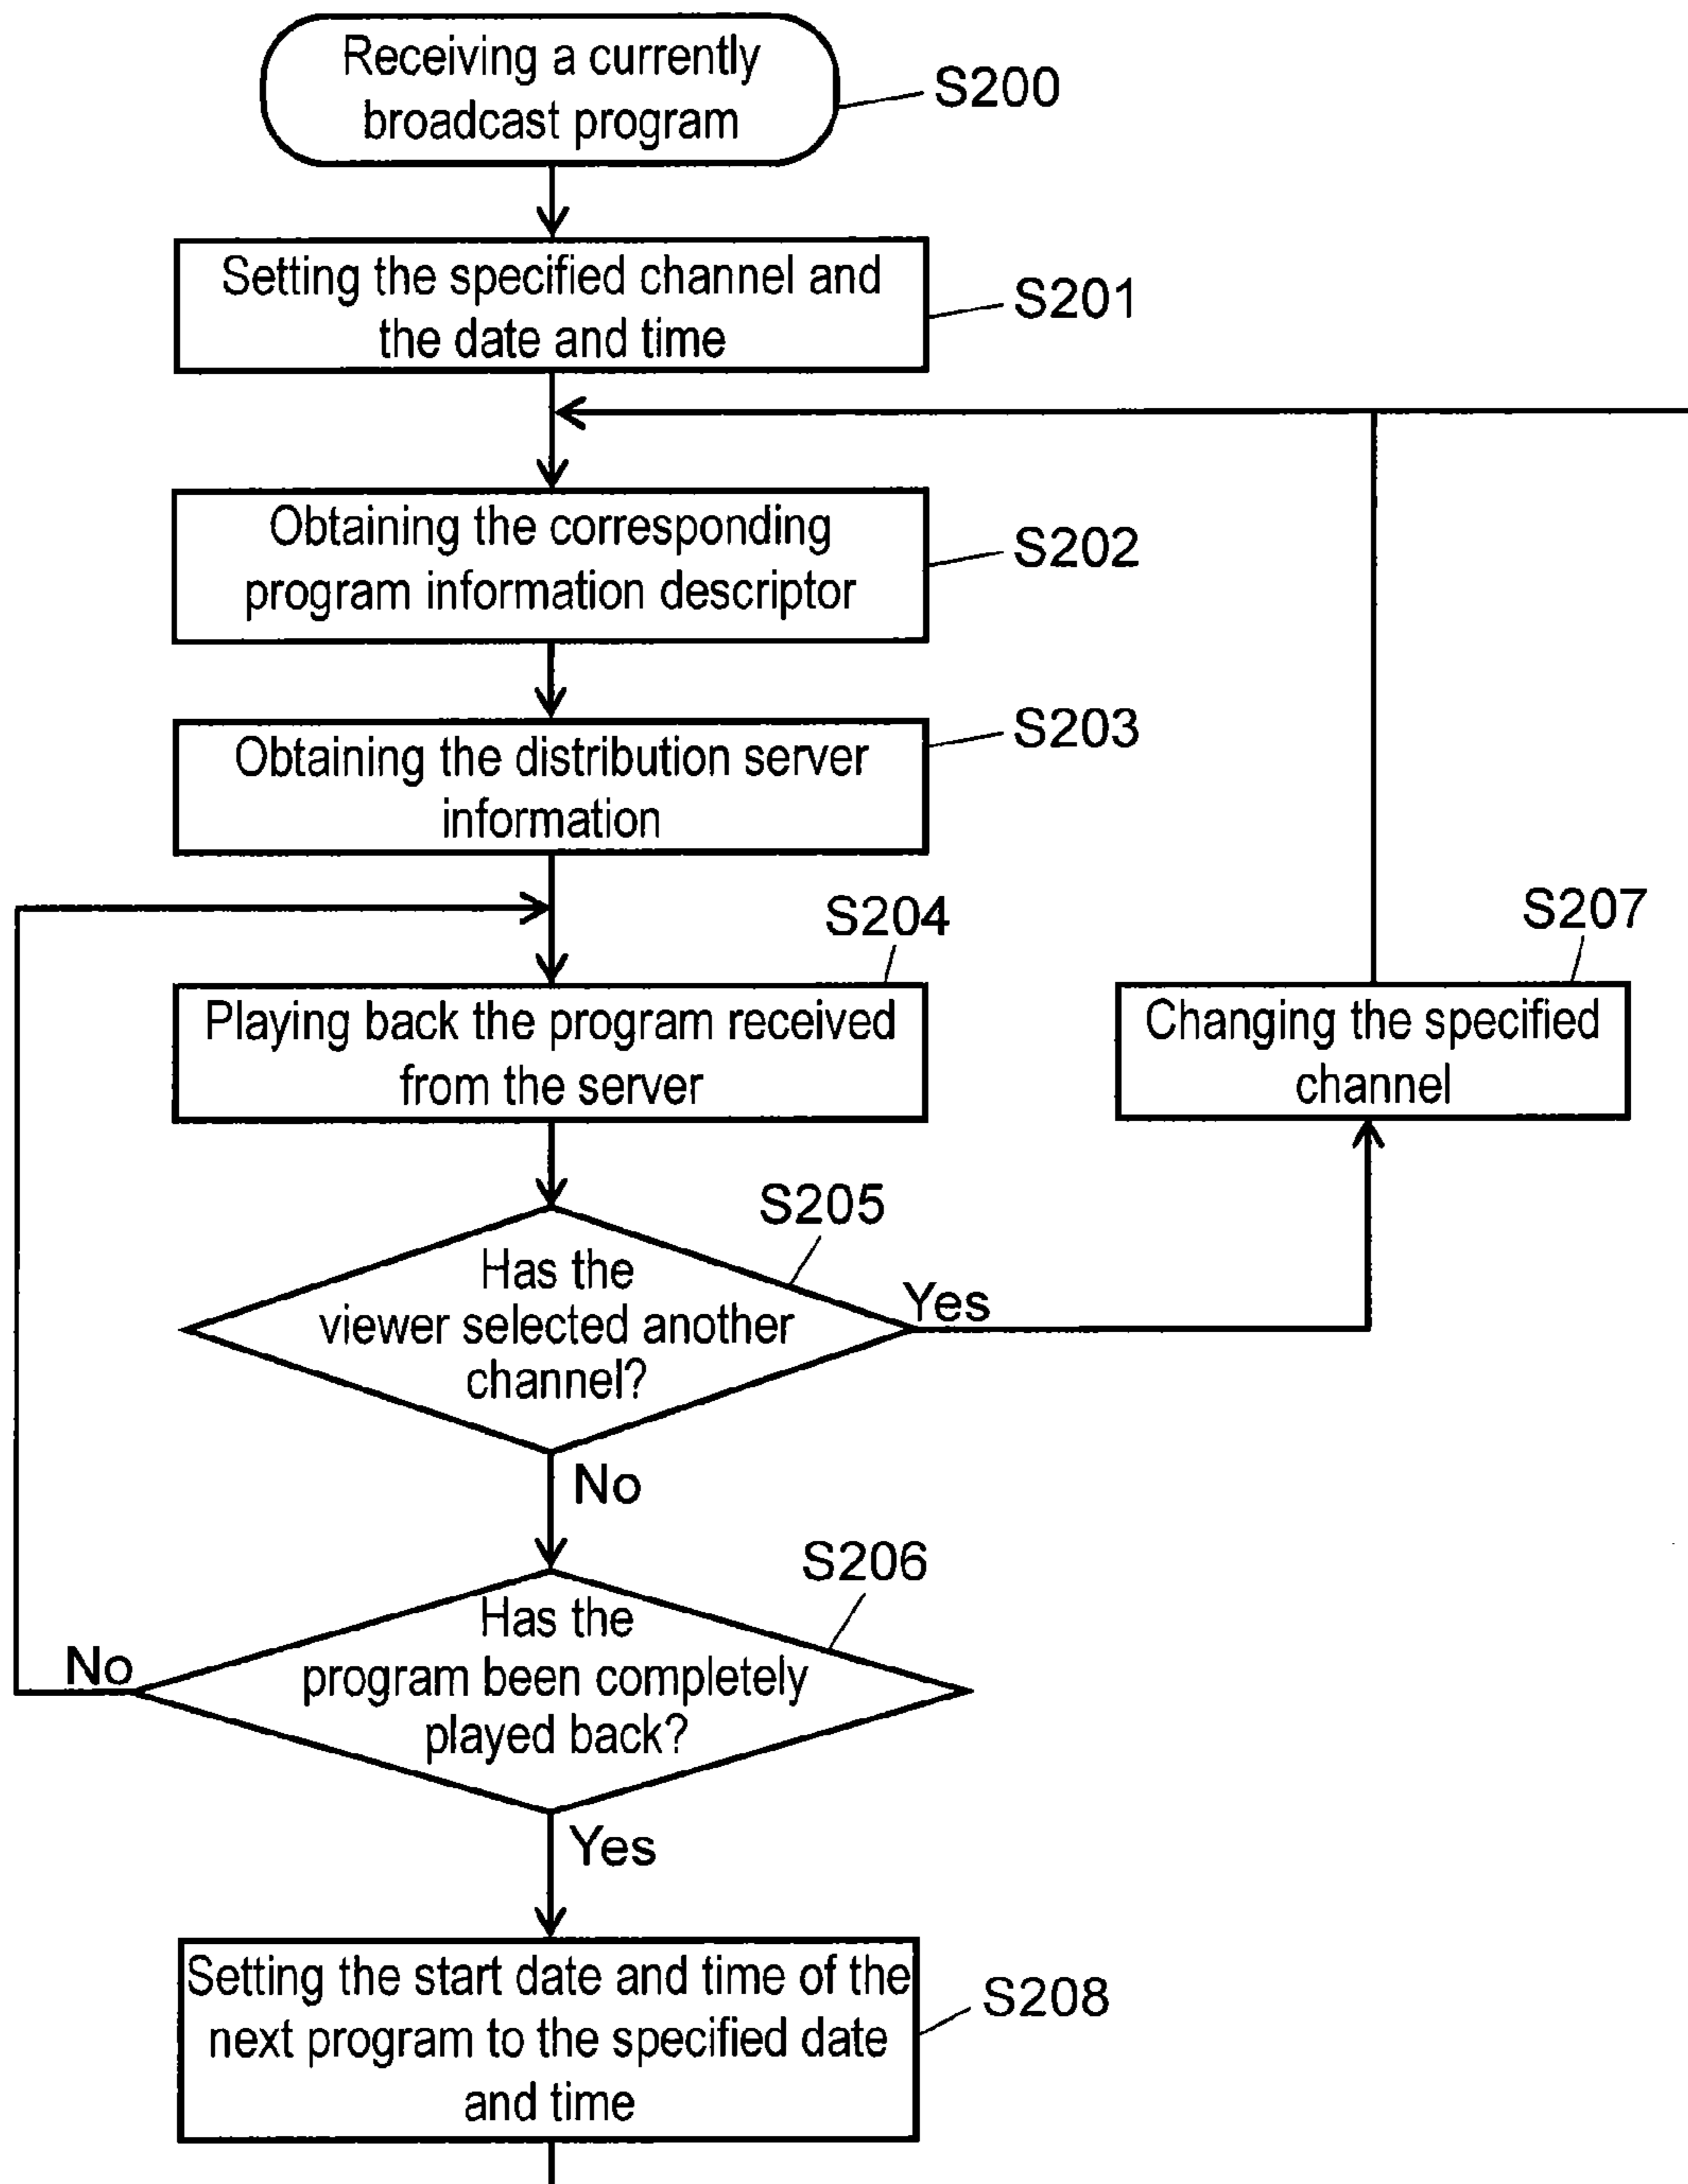 Receiving a currently
broadcast program
S200
Setting the specified channel and
the date and time
S201
Obtaining the corresponding
program information descriptor
S202
Obtaining the distribution server
information
S203
S204
Playing back the program received
from the server
S207
Changing the specified
channel
S205
Has the
viewer selected another
channel?
Yes
No
S206
Has the
program been completely
played back?
No
Yes
Setting the start date and time of the
next program to the specified date
and time
S208